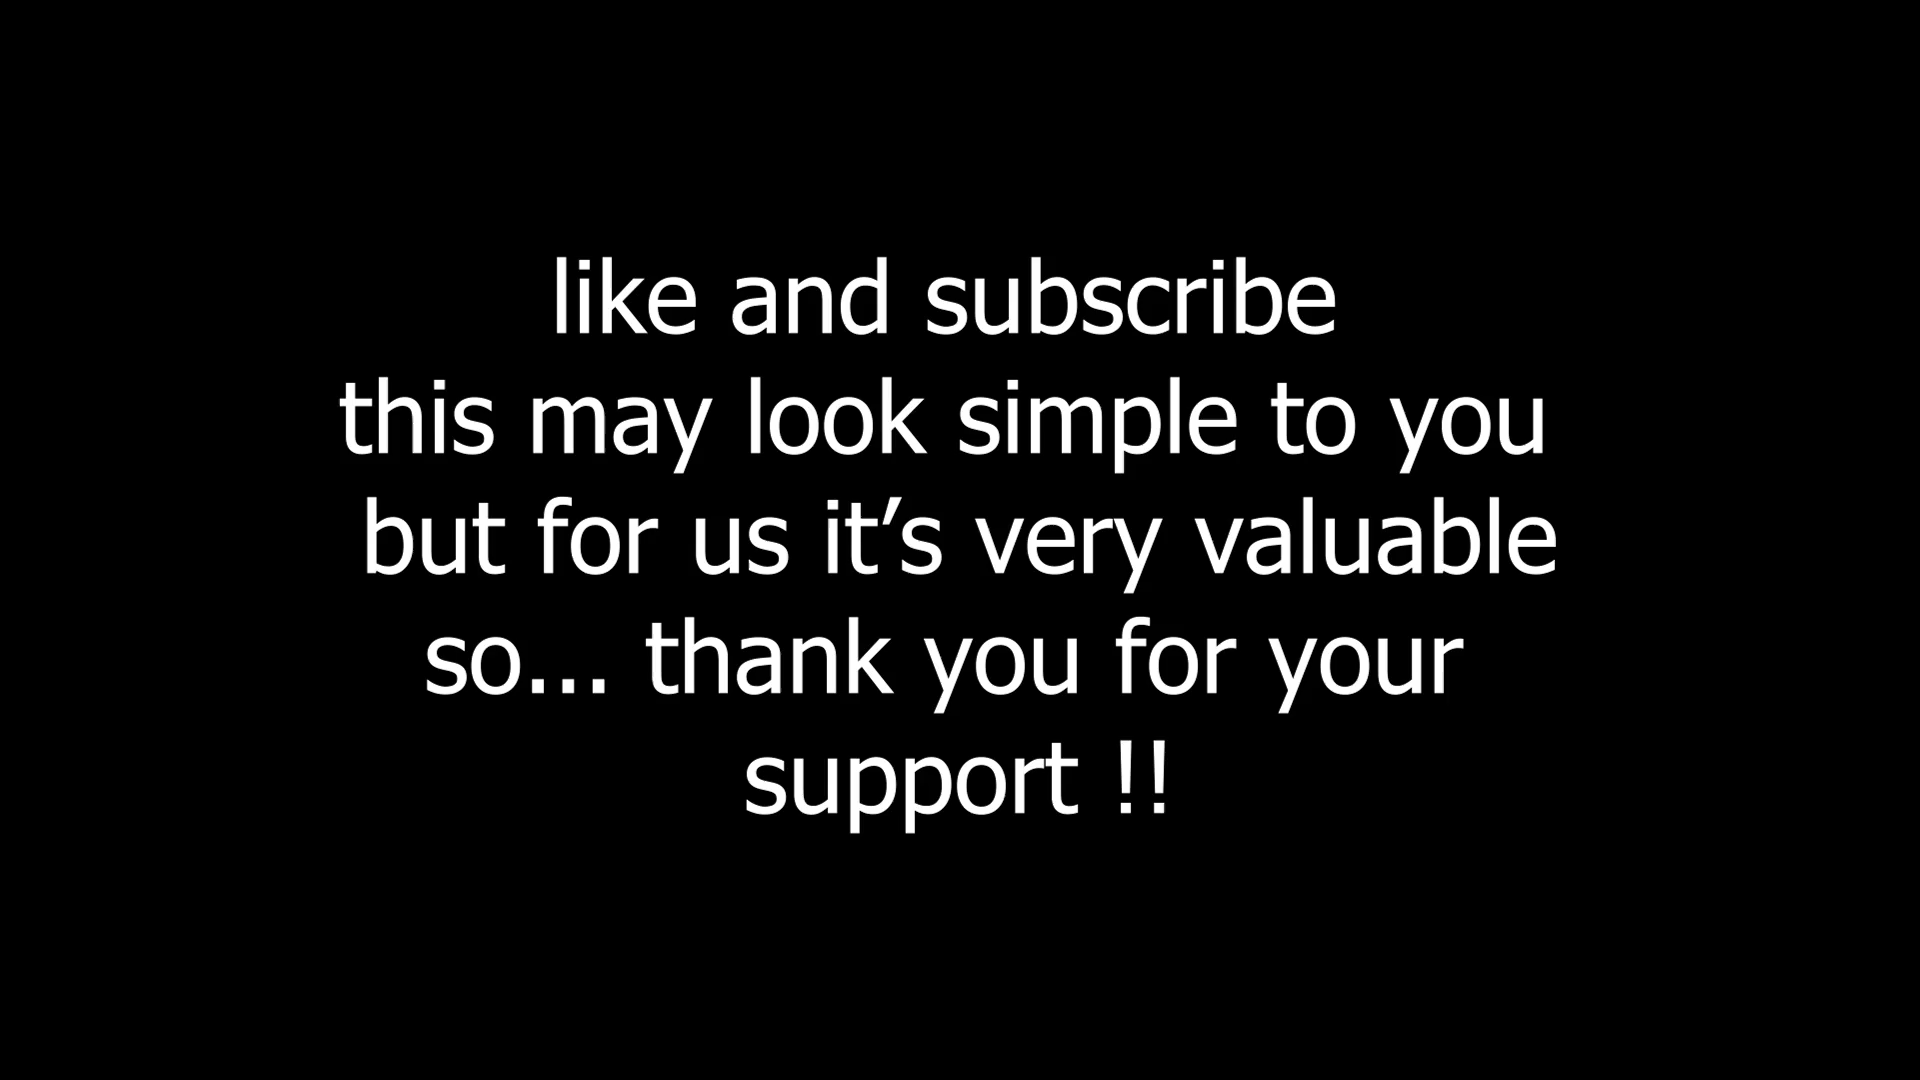 like and subscribe
this may look simple to you
but for us it’s very valuable
so... thank you for your
support !!